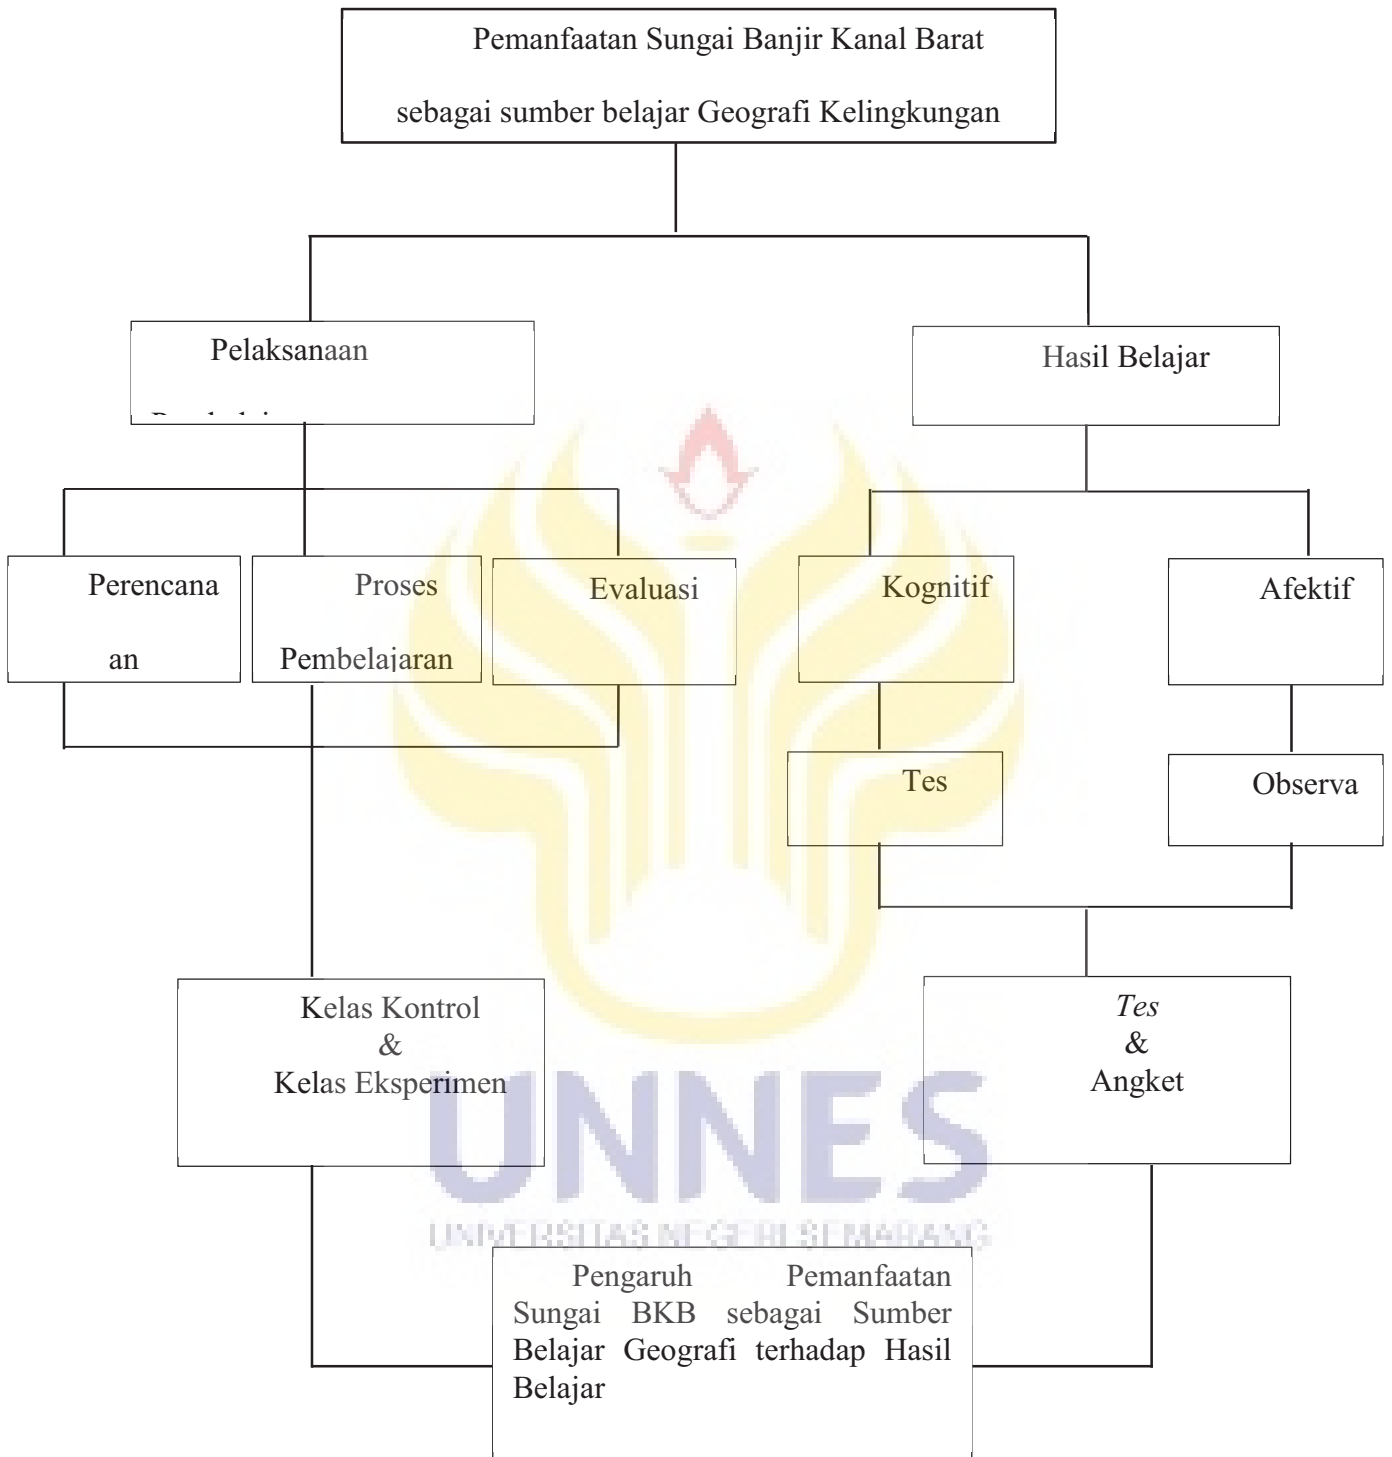 Pemanfaatan Sungai Banjir Kanal Barat
sebagai sumber belajar Geografi Kelingkungan
Pelaksanaan
Hasil Belajar
Perencana
an
Proses
Pembelajaran
Evaluasi
Kognitif
Afektif
Tes
Observa
Kelas Kontrol
&
Kelas Eksperimen
Tes
&
Angket
UNNES
UNIVERSITAS NEGERI SEMARANG
Pengaruh Pemanfaatan
Sungai BKB sebagai Sumber
Belajar Geografi terhadap Hasil
Belajar